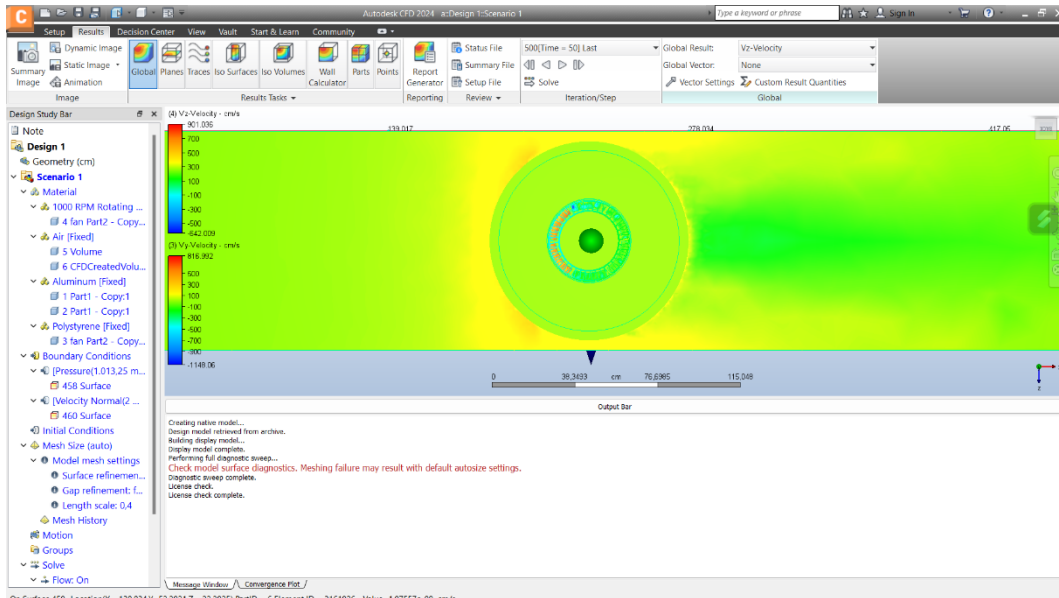 Autodesk CFD 2024 a::Design 1::Scenario 1
Type a keyword or phrase
Sign In
Setup Results Decision Center View Vault Start & Learn Community
Summary Image
Dynamic Image
Static Image
Animation
Image
Global Planes Traces Iso Surfaces Iso Volumes Wall Calculator Parts Points
Results Tasks
Report Generator
Reporting
Status File
Summary File
Setup File
Review
500[Time = 50] Last
Solve
Iteration/Step
Global Result: Vz-Velocity
Global Vector: None
Vector Settings Custom Result Quantities
Global
Design Study Bar
Note
Design 1
Geometry (cm)
Scenario 1
Material
1000 RPM Rotating ...
4 fan Part2 - Copy...
Air [Fixed]
5 Volume
6 CFDCreatedVolu...
Aluminum [Fixed]
1 Part1 - Copy:1
2 Part1 - Copy:1
Polystyrene [Fixed]
3 fan Part2 - Copy...
Boundary Conditions
[Pressure(1.013,25 m...
458 Surface
[Velocity Normal(2 ...
460 Surface
Initial Conditions
Mesh Size (auto)
Model mesh settings
Surface refinemen...
Gap refinement: f...
Length scale: 0,4
Mesh History
Motion
Groups
Solve
Flow: On
(4) Vz-Velocity - cm/s
901.036
700
500
300
100
-100
-300
-500
-642.009
(3) Vy-Velocity - cm/s
816.992
500
300
100
-100
-300
-500
-700
-900
-1148.06
139,017 278,034 417,05
0 38,3493 cm 76,6985 115,048
Output Bar
Creating native model...
Design model retrieved from archive.
Building display model...
Display model complete.
Performing full diagnostic sweep...
Check model surface diagnostics. Meshing failure may result with default autosize settings.
Diagnostic sweep complete.
License check.
License check complete.
Message Window Convergence Plot